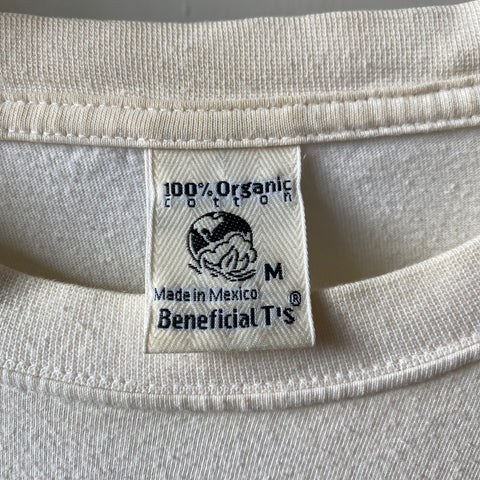 100% Organic
cotton
M
Made in Mexico
Beneficial T's®